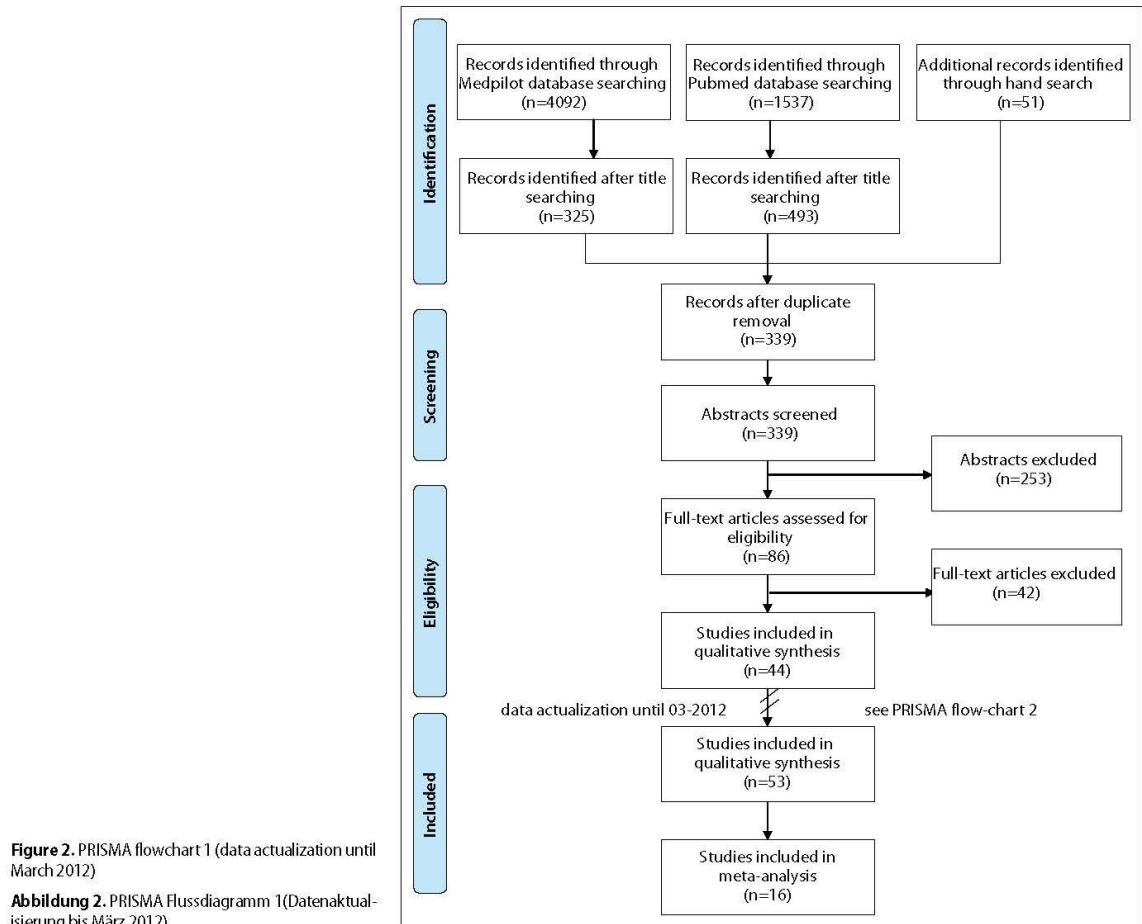 Identification
Records identified through
Medpilot database searching
(n=4092)
Records identified through
Pubmed database searching
(n=1537)
Additional records identified
through hand search
(n=51)
Records identified after title
searching
(n=325)
Records identified after title
searching
(n=493)
Screening
Records after duplicate
removal
(n=339)
Abstracts screened
(n=339)
Abstracts excluded
(n=253)
Eligibility
Full-text articles assessed for
eligibility
(n=86)
Full-text articles excluded
(n=42)
Studies included in
qualitative synthesis
(n=44)
data actualization until 03-2012
see PRISMA flow-chart 2
Included
Studies included in
qualitative synthesis
(n=53)
Studies included in
meta-analysis
(n=16)
Figure 2. PRISMA flowchart 1 (data actualization until
March 2012)
Abbildung 2. PRISMA Flussdiagramm 1(Datenaktual-
isierung bis März 2012)